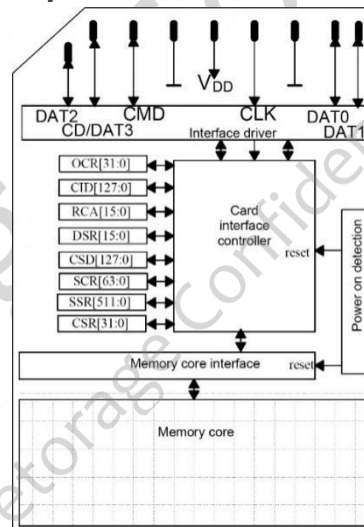 V_DD
DAT2 CMD CLK DAT0
CD/DAT3 DAT1
Interface driver
OCR[31:0]
CID[127:0]
RCA[15:0]
DSR[15:0]
CSD[127:0]
SCR[63:0]
SSR[511:0]
CSR[31:0]
Card
interface
controller
reset
Power on detection
Memory core interface reset
Memory core